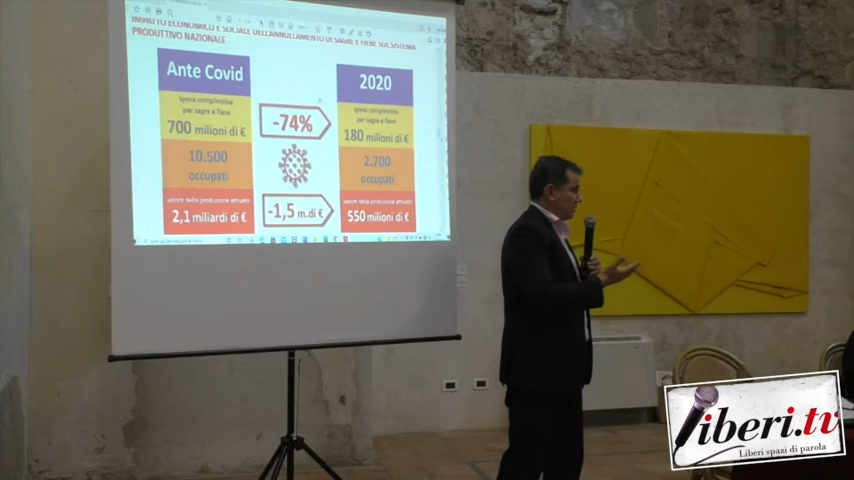 IMPATTO ECONOMICO E SOCIALE DELL'ANNULLAMENTO DI SAGRE E FIERE SUL SISTEMA
PRODUTTIVO NAZIONALE
Ante Covid
spesa complessiva
per sagre e fiere
700 milioni di €
10.500
occupati
valore della produzione attivato
2,1 miliardi di €
-74%
-1,5 m.di €
2020
spesa complessiva
per sagre e fiere
180 milioni di €
2.700
occupati
valore della produzione attivato
550 milioni di €
liberi.tv
Liberi spazi di parola